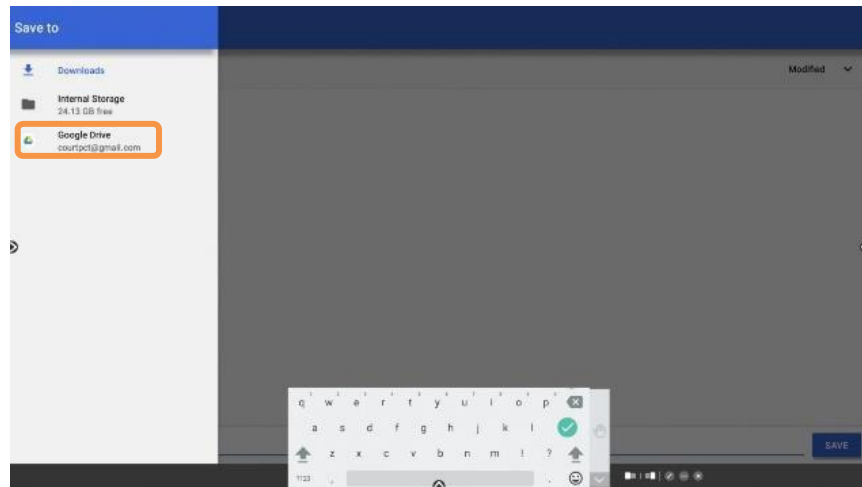 Save to
Modified
Downloads
Internal Storage
24.13 GB free
Google Drive
courtpct@gmail.com
q w e r t y u i o p
a s d f g h j k l
z x c v b n m ! ?
SAVE
?123 , .